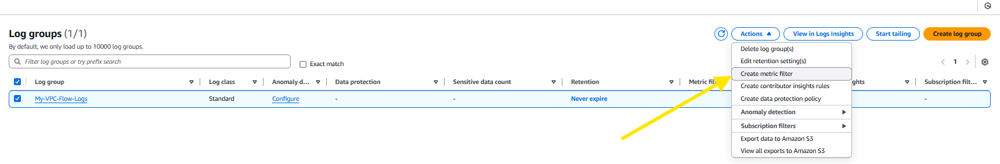 Log groups (1/1)
By default, we only load up to 10000 log groups.
Actions
View in Logs Insights
Start tailing
Create log group
Filter log groups or try prefix search
Exact match
1
Delete log group(s)
Edit retention setting(s)
Create metric filter
Create contributor insights rules
Create data protection policy
Anomaly detection
Subscription filters
Export data to Amazon S3
View all exports to Amazon S3
Log group
Log class
Anomaly d...
Data protection
Sensitive data count
Retention
Metric fil
ghts
Subscription filt...
My-VPC-Flow-Logs
Standard
Configure
-
-
Never expire
-